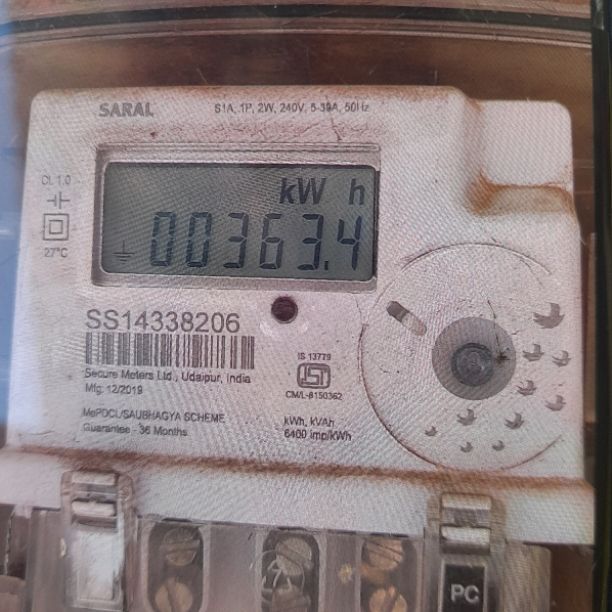 SARAL S1A, 1P, 2W, 240V, 5-30A, 50Hz
Cl. 1.0
kW h
00363.4
27°C
SS14338206
Secure Meters Ltd., Udaipur, India
Mfg: 12/2019
IS 13779
ISI
CM/L-8150362
MePDCL/SAUBHAGYA SCHEME
Guarantee - 36 Months
kWh, kVAh
6400 imp/kWh
PC